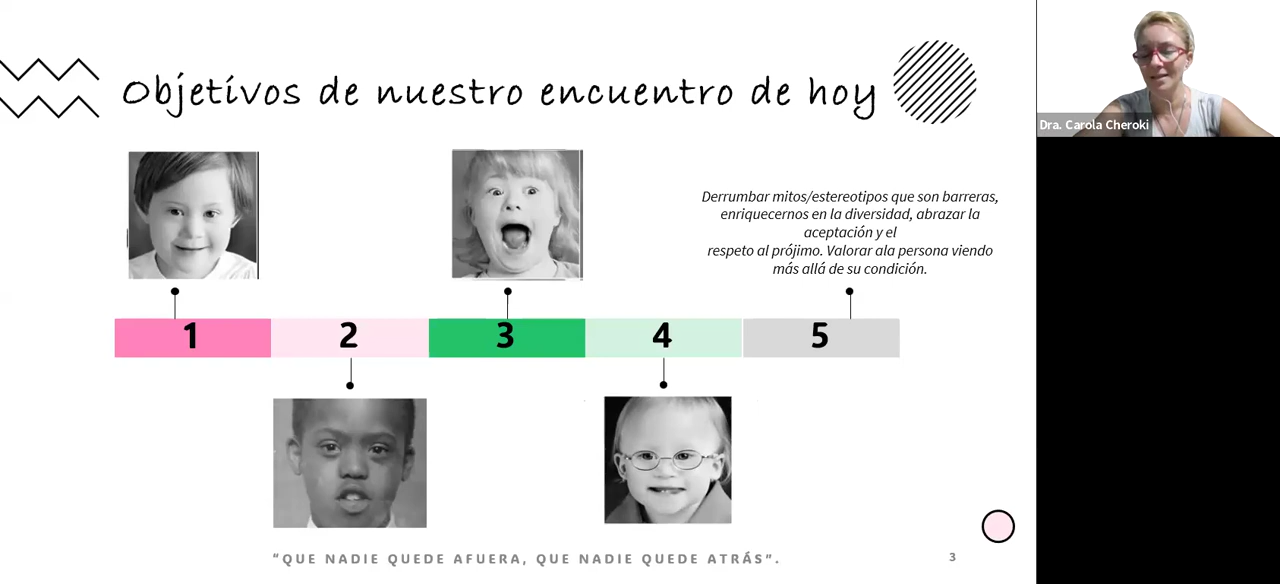 Objetivos de nuestro encuentro de hoy
Dra. Carola Cheroki
Derrumbar mitos/estereotipos que son barreras,
enriquecernos en la diversidad, abrazar la
aceptación y el
respeto al prójimo. Valorar ala persona viendo
más allá de su condición.
1 2 3 4 5
“QUE NADIE QUEDE AFUERA, QUE NADIE QUEDE ATRÁS”.
3